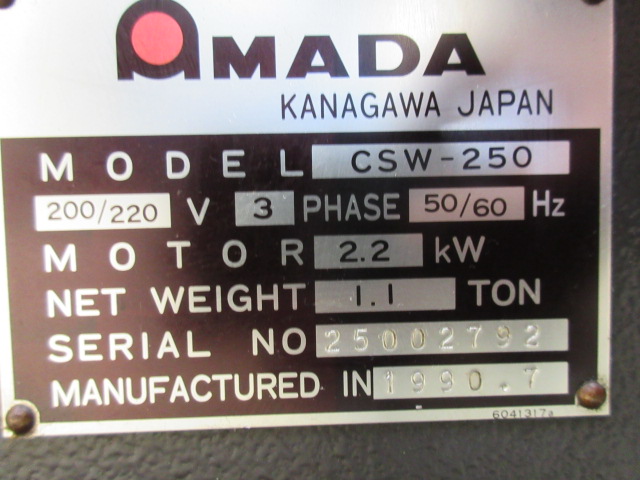 AMADA
KANAGAWA JAPAN
MODEL CSW-250
200/220 V 3 PHASE 50/60 Hz
MOTOR 2.2 kW
NET WEIGHT 1.1 TON
SERIAL NO 25002792
MANUFACTURED IN 1990.7
6041317a